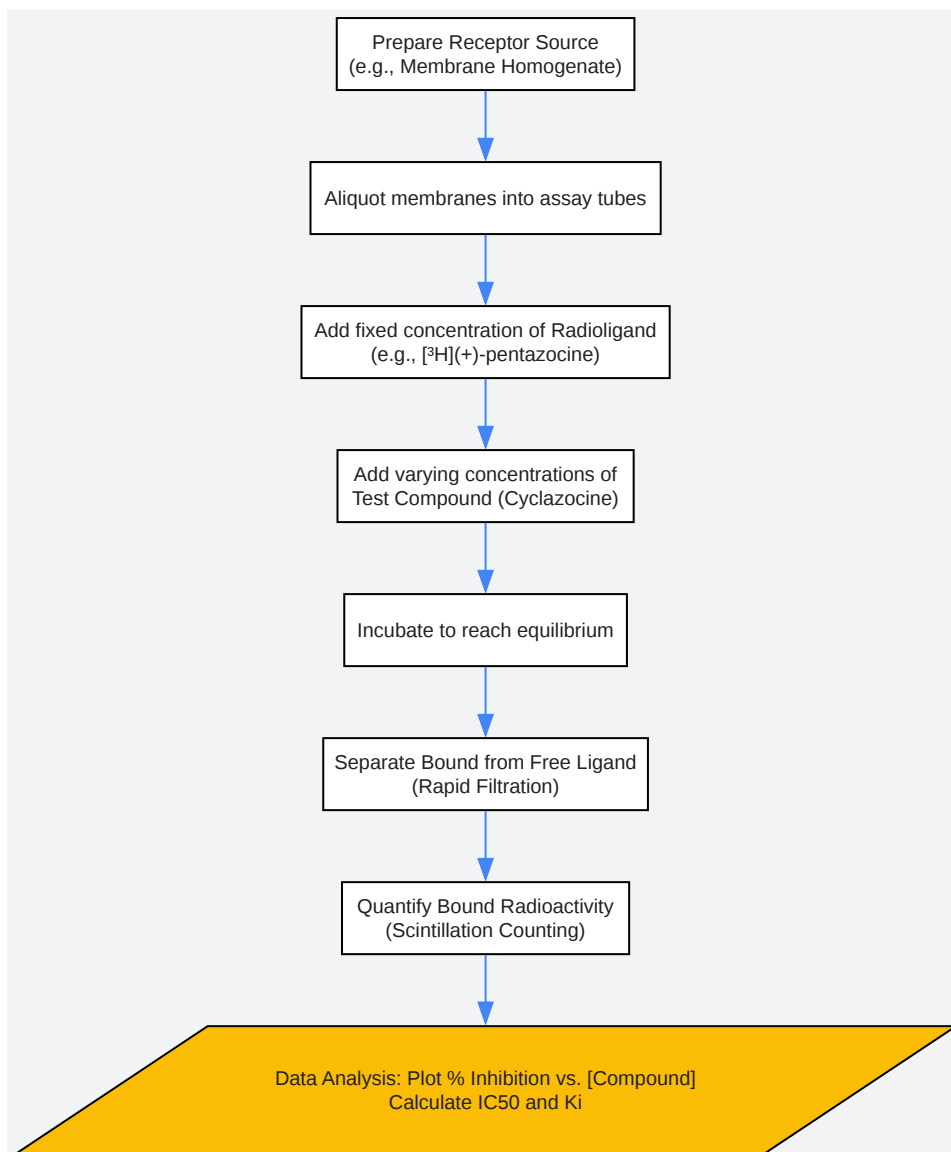 Prepare Receptor Source
(e.g., Membrane Homogenate)
Aliquot membranes into assay tubes
Add fixed concentration of Radioligand
(e.g., [³H](+)-pentazocine)
Add varying concentrations of
Test Compound (Cyclazocine)
Incubate to reach equilibrium
Separate Bound from Free Ligand
(Rapid Filtration)
Quantify Bound Radioactivity
(Scintillation Counting)
Data Analysis: Plot % Inhibition vs. [Compound]
Calculate IC50 and Ki